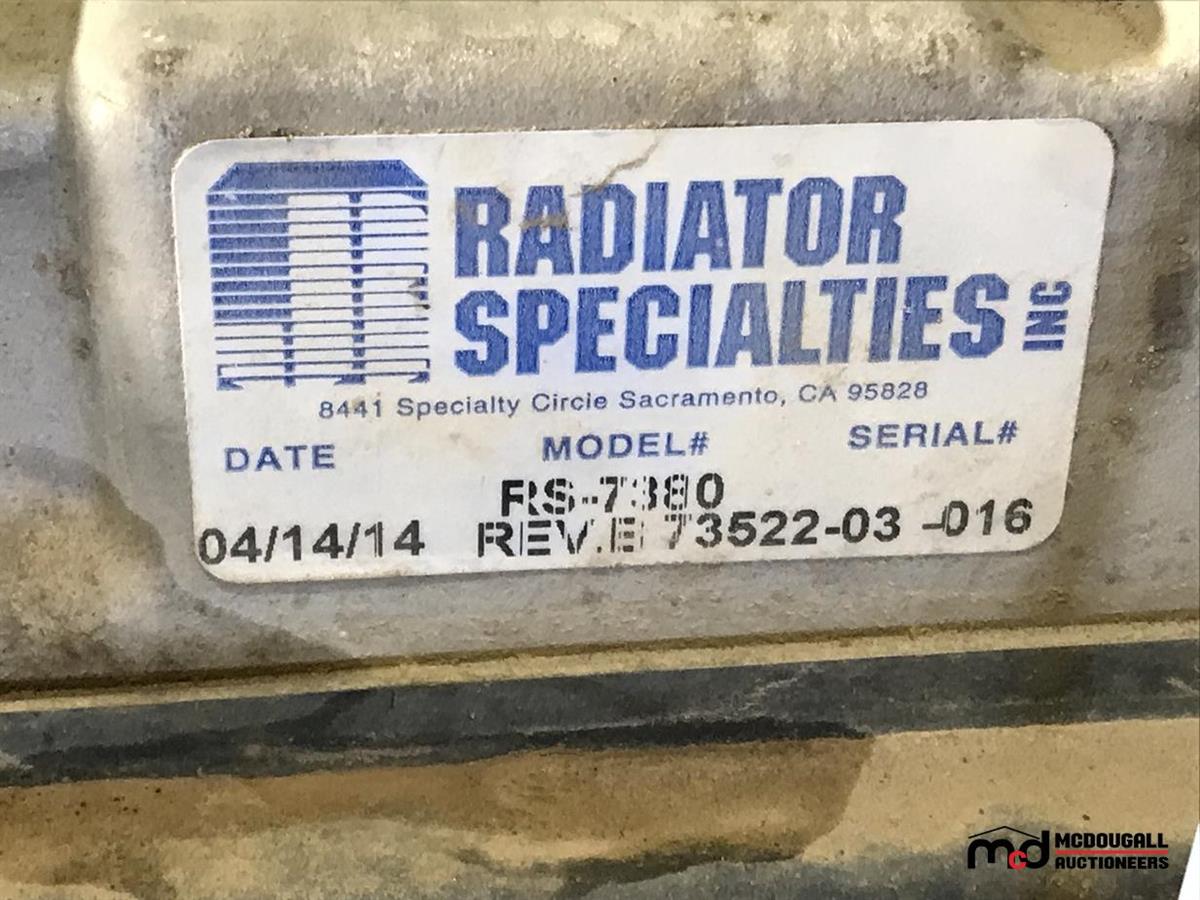 RADIATOR
SPECIALTIES INC
8441 Specialty Circle Sacramento, CA 95828
DATE MODEL# SERIAL#
RS-7380
04/14/14 REV.E 73522-03 -016
mcd MCDOUGALL
AUCTIONEERS